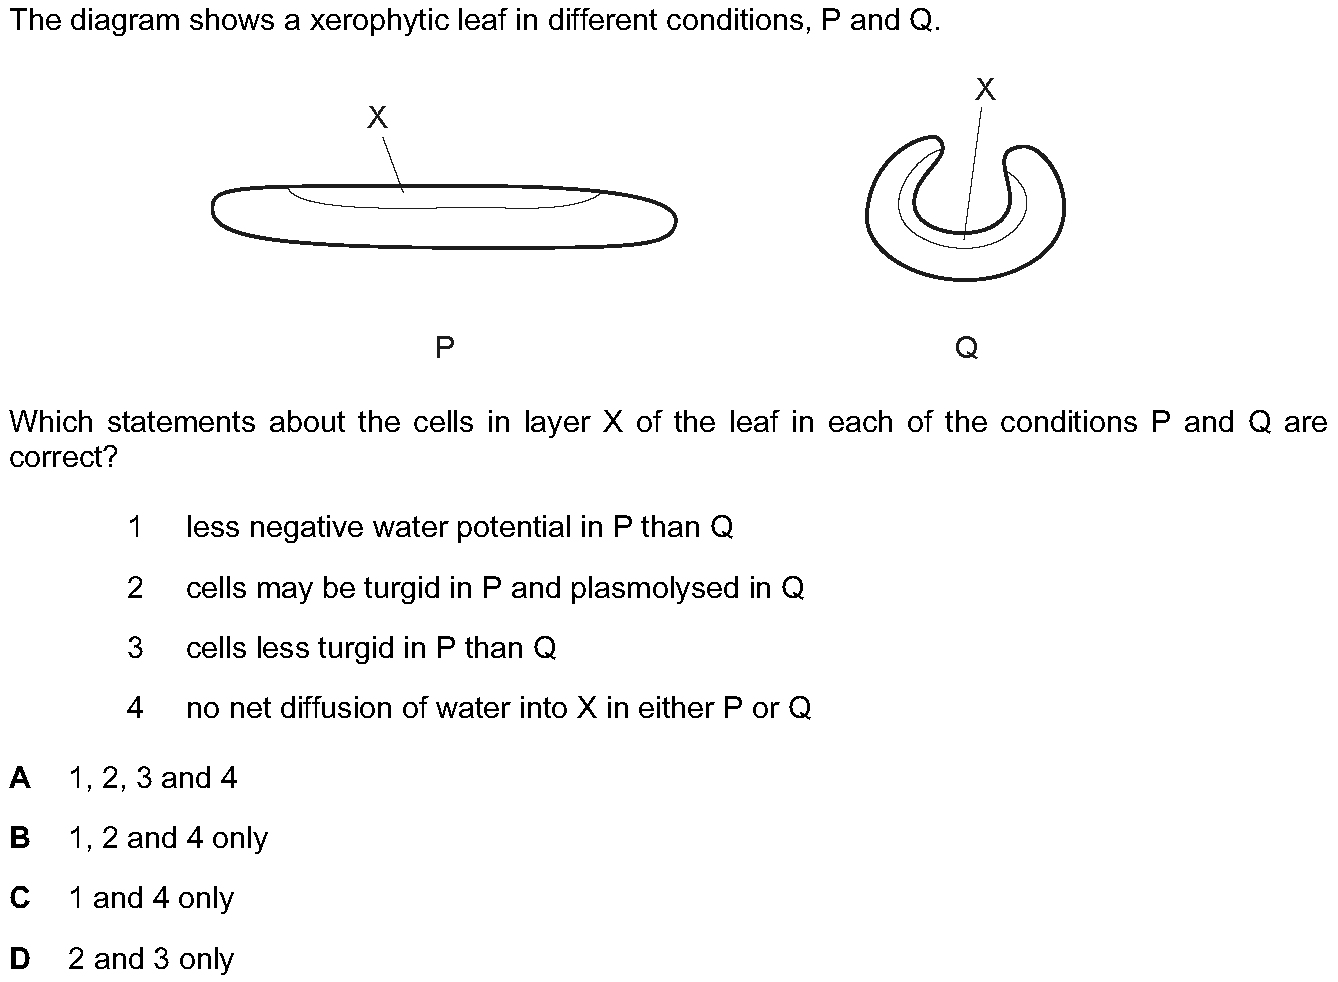 The diagram shows a xerophytic leaf in different conditions, P and Q.
X
X
P
Q
Which statements about the cells in layer X of the leaf in each of the conditions P and Q are
correct?
1 less negative water potential in P than Q
2 cells may be turgid in P and plasmolysed in Q
3 cells less turgid in P than Q
4 no net diffusion of water into X in either P or Q
A 1, 2, 3 and 4
B 1, 2 and 4 only
C 1 and 4 only
D 2 and 3 only